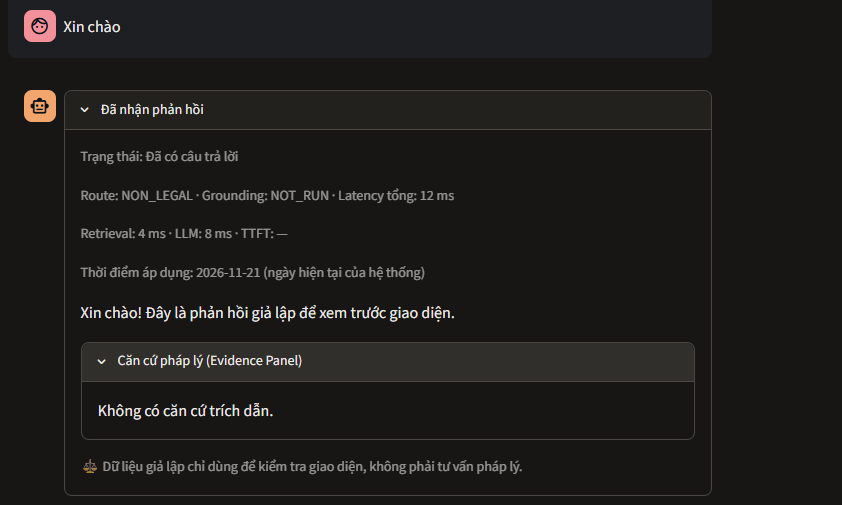 Xin chào
Đã nhận phản hồi
Trạng thái: Đã có câu trả lời
Route: NON_LEGAL · Grounding: NOT_RUN · Latency tổng: 12 ms
Retrieval: 4 ms · LLM: 8 ms · TTFT: —
Thời điểm áp dụng: 2026-11-21 (ngày hiện tại của hệ thống)
Xin chào! Đây là phản hồi giả lập để xem trước giao diện.
Căn cứ pháp lý (Evidence Panel)
Không có căn cứ trích dẫn.
Dữ liệu giả lập chỉ dùng để kiểm tra giao diện, không phải tư vấn pháp lý.